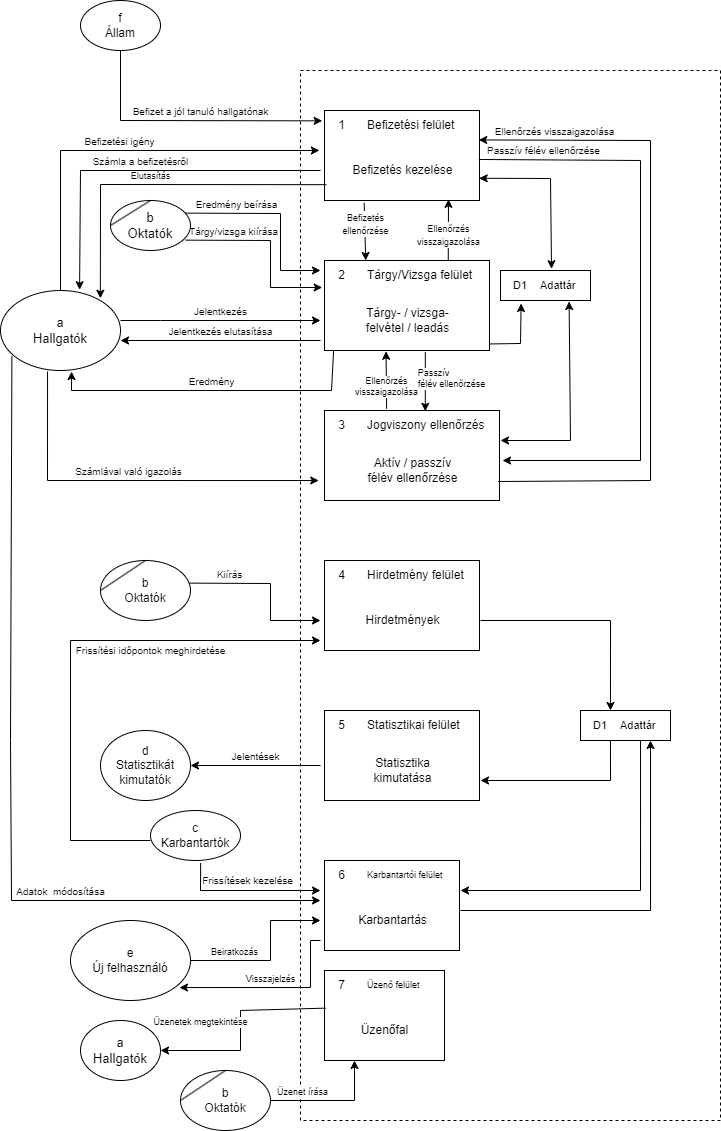 f
Állam
Befizet a jól tanuló hallgatónak
1 Befizetési felület
Befizetés kezelése
Befizetési igény
Számla a befizetésről
Elutasítás
Ellenőrzés visszaigazolása
Passzív félév ellenőrzése
b
Oktatók
Eredmény beírása
Tárgy/vizsga kiírása
Befizetés
ellenőrzése
Ellenőrzés
visszaigazolása
2 Tárgy/Vizsga felület
Tárgy- / vizsga-
felvétel / leadás
D1 Adattár
a
Hallgatók
Jelentkezés
Jelentkezés elutasítása
Eredmény
Ellenőrzés
visszaigazolása
Passzív
félév ellenőrzése
3 Jogviszony ellenőrzés
Aktív / passzív
félév ellenőrzése
Számlával való igazolás
b
Oktatók
Kiírás
4 Hirdetmény felület
Hirdetmények
Frissítési időpontok meghirdetése
5 Statisztikai felület
Statisztika
kimutatása
D1 Adattár
d
Statisztikát
kimutatók
Jelentések
c
Karbantartók
Frissítések kezelése
Adatok módosítása
6 Karbantartói felület
Karbantartás
e
Új felhasználó
Beiratkozás
Visszajelzés
7 Üzenő felület
Üzenőfal
Üzenetek megtekintése
a
Hallgatók
b
Oktatók
Üzenet írása